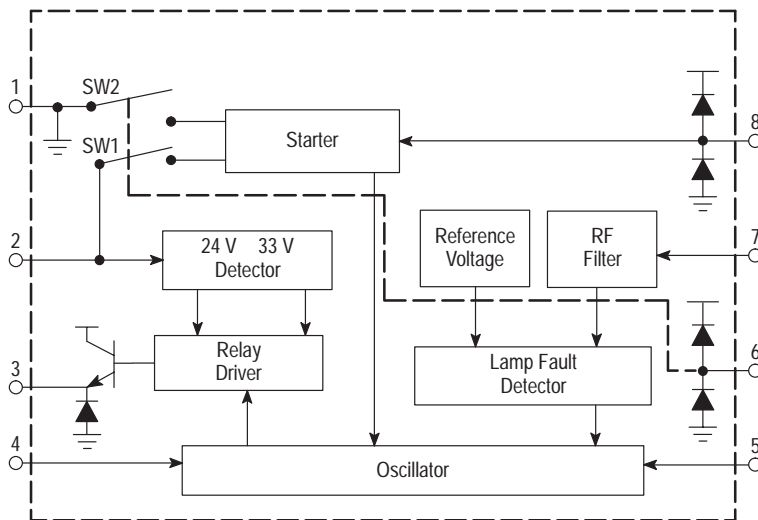 1
SW2
SW1
Starter
8
2
24 V 33 V
Detector
Reference
Voltage
RF
Filter
7
3
Relay
Driver
Lamp Fault
Detector
6
4
Oscillator
5